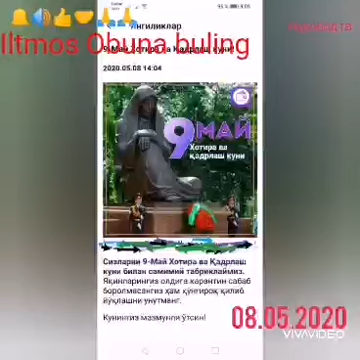 Iltmos Obuna buling
Янгиликлар
9-Май Хотира ва Қадрлаш куни!
2020.05.08 14:04
9 МАЙ
Хотира ва
қадрлаш куни
Сизларни 9-Май Хотира ва Қадрлаш
куни билан самимий табриклаймиз.
Яқинларингиз олдига карантин сабаб
боролмасангиз ҳам қўнғироқ қилиб
йўқлашни унутманг.
Кунингиз мазмунли ўтсин!
08.05.2020
VIVAVIDEO